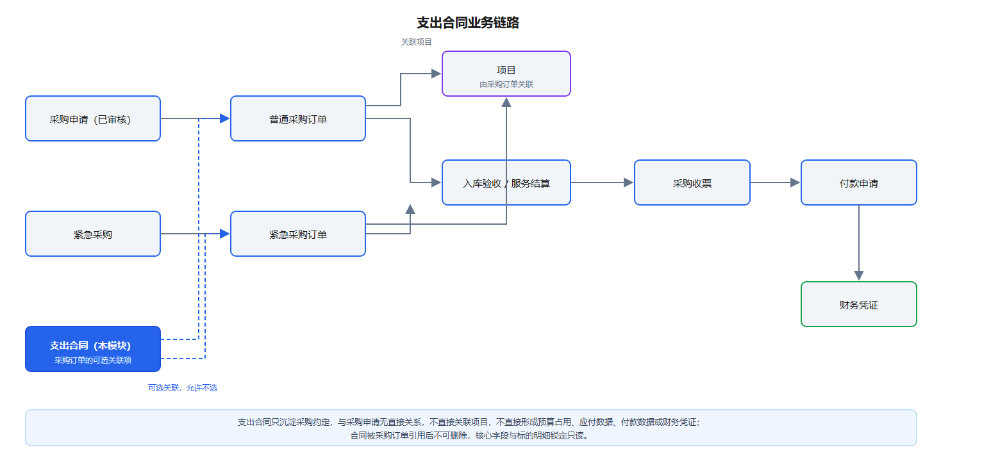 支出合同业务链路
关联项目
项目
由采购订单关联
采购申请（已审核）
普通采购订单
入库验收 / 服务结算
采购收票
付款申请
紧急采购
紧急采购订单
财务凭证
支出合同（本模块）
采购订单的可选关联项
可选关联，允许不选
支出合同只沉淀采购约定，与采购申请无直接关系，不直接关联项目，不直接形成预算占用、应付数据、付款数据或财务凭证；
合同被采购订单引用后不可删除，核心字段与标的明细锁定只读。